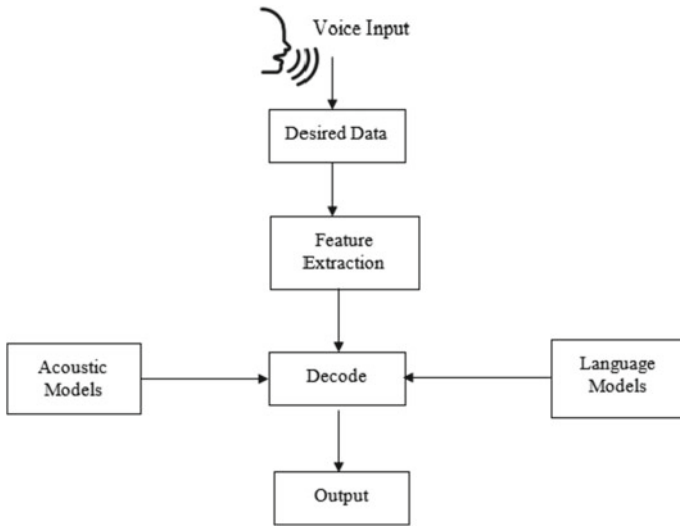 Voice Input
Desired Data
Feature
Extraction
Acoustic
Models
Decode
Language
Models
Output